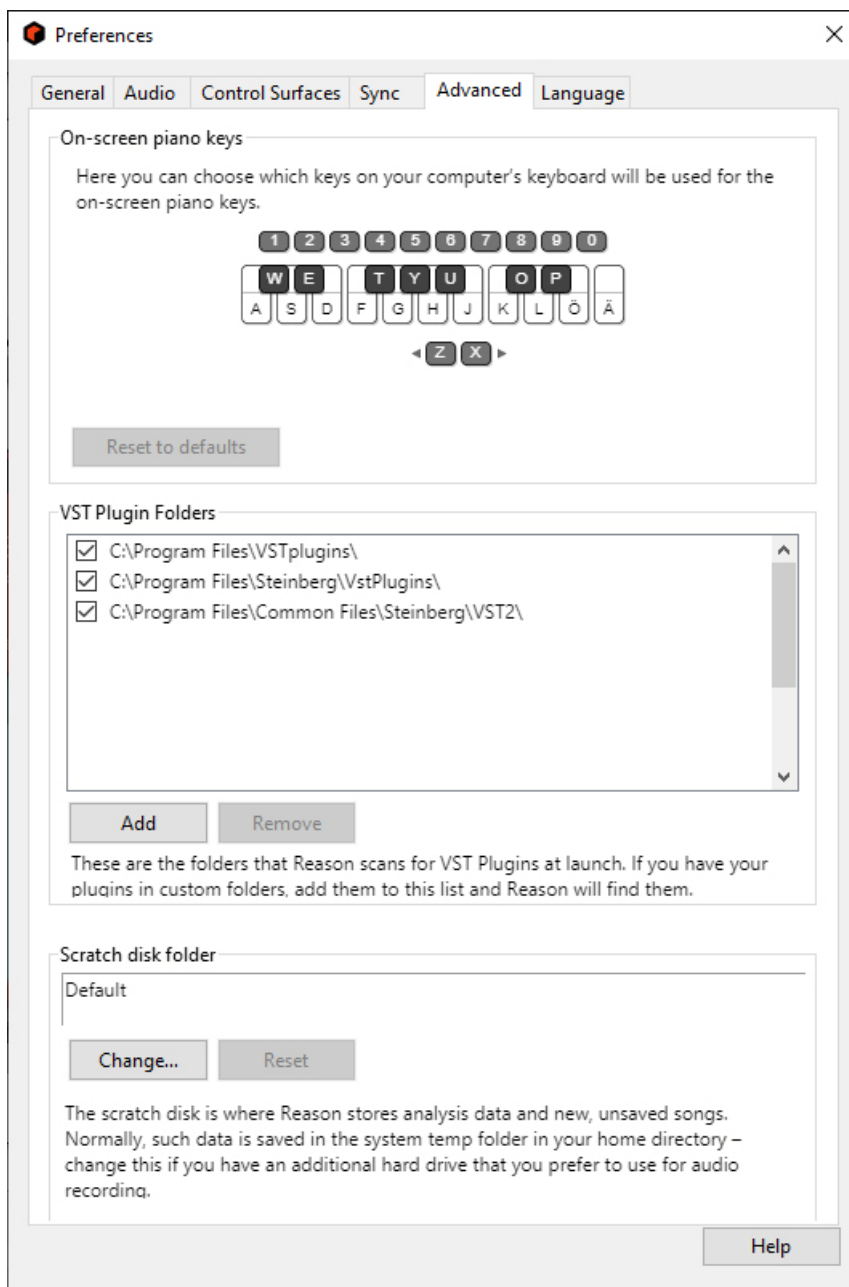 Preferences
General Audio Control Surfaces Sync Advanced Language
On-screen piano keys
Here you can choose which keys on your computer's keyboard will be used for the
on-screen piano keys.
1 2 3 4 5 6 7 8 9 0
W E T Y U O P
A S D F G H J K L Ö Ä
Z X
Reset to defaults
VST Plugin Folders
C:\Program Files\VSTplugins\
C:\Program Files\Steinberg\VstPlugins\
C:\Program Files\Common Files\Steinberg\VST2\
Add Remove
These are the folders that Reason scans for VST Plugins at launch. If you have your
plugins in custom folders, add them to this list and Reason will find them.
Scratch disk folder
Default
Change... Reset
The scratch disk is where Reason stores analysis data and new, unsaved songs.
Normally, such data is saved in the system temp folder in your home directory –
change this if you have an additional hard drive that you prefer to use for audio
recording.
Help